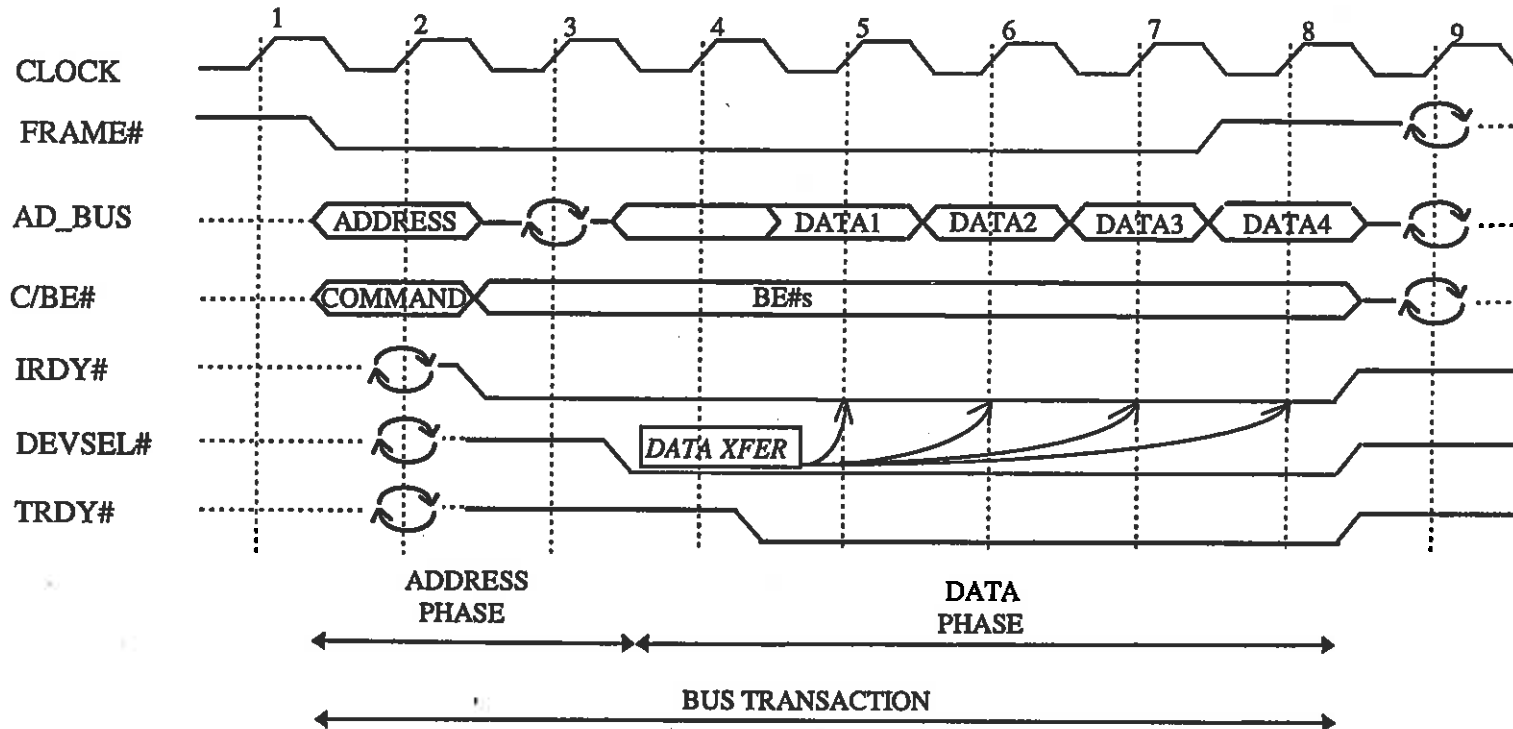 1 2 3 4 5 6 7 8 9
CLOCK
FRAME#
AD_BUS ADDRESS DATA1 DATA2 DATA3 DATA4
C/BE# COMMAND BE#s
IRDY#
DEVSEL# DATA XFER
TRDY#
ADDRESS
PHASE
DATA
PHASE
BUS TRANSACTION